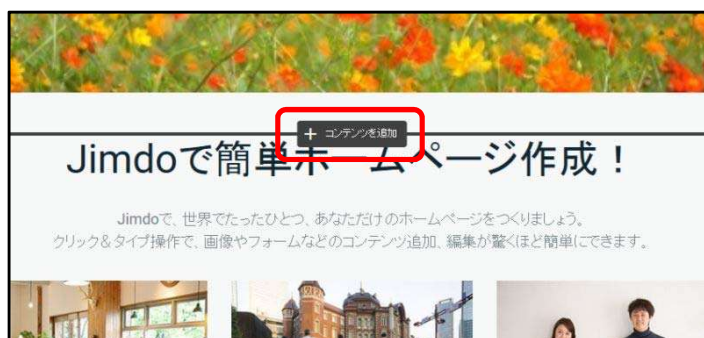 + コンテンツを追加
Jimdoで簡単ホームページ作成！
Jimdoで、世界でたったひとつ、あなただけのホームページをつくりましょう。
クリック＆タイプ操作で、画像やフォームなどのコンテンツ追加、編集が驚くほど簡単にできます。